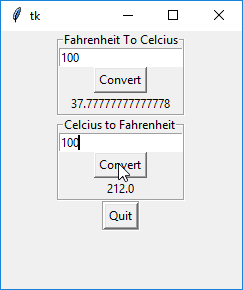 tk
Fahrenheit To Celcius
100
Convert
37.77777777777778
Celcius to Fahrenheit
100
Convert
212.0
Quit